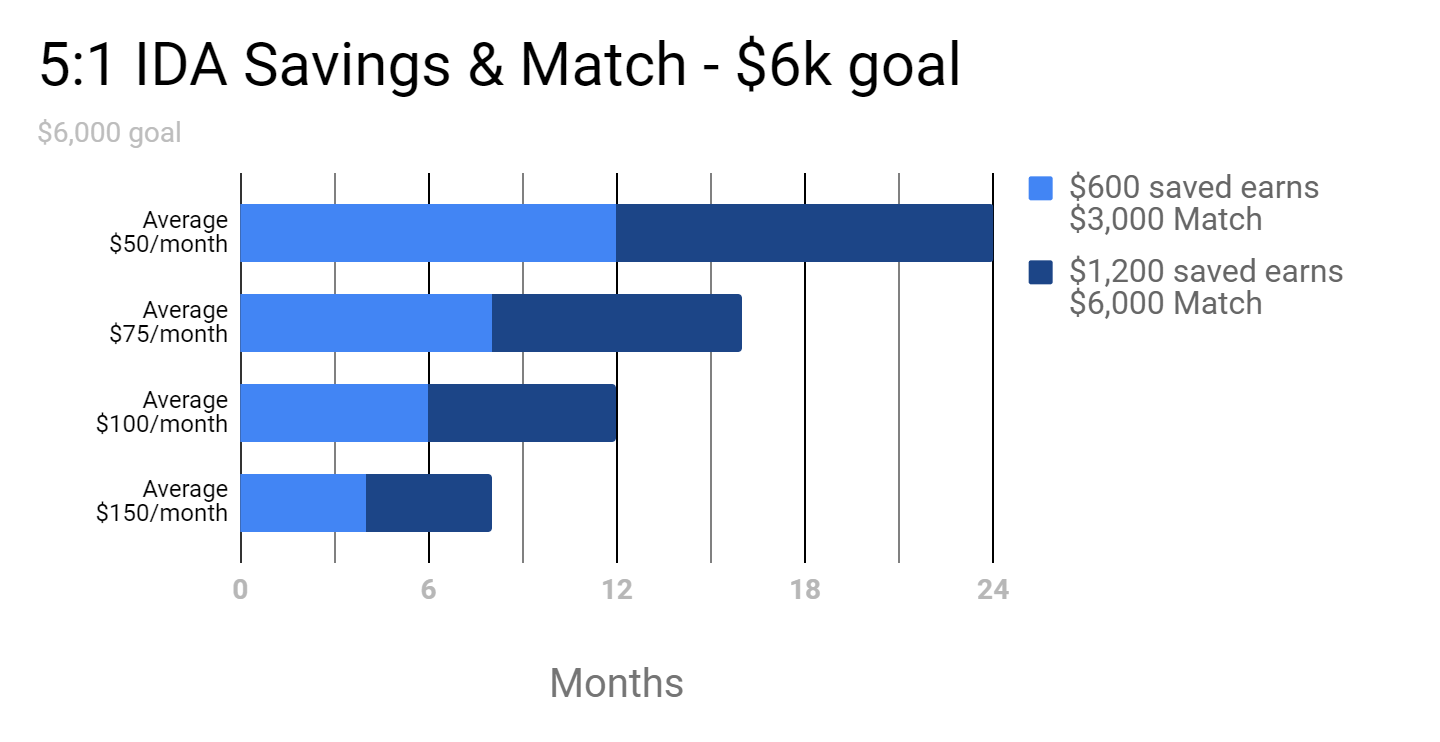 5:1 IDA Savings & Match - $6k goal
$6,000 goal
$600 saved earns
$3,000 Match
$1,200 saved earns
$6,000 Match
Average
$50/month
Average
$75/month
Average
$100/month
Average
$150/month
0 6 12 18 24
Months